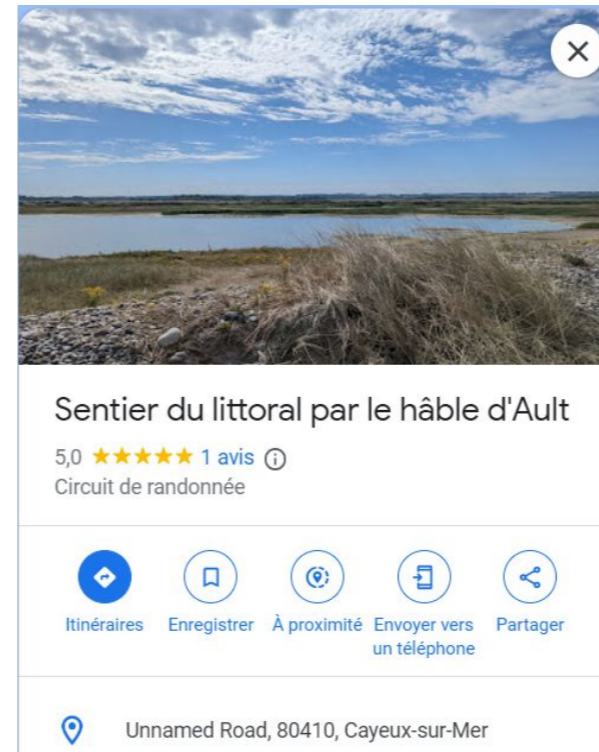 Sentier du littoral par le hâble d'Ault
5,0 1 avis
Circuit de randonnée
Itinéraires Enregistrer À proximité Envoyer vers un téléphone Partager
Unnamed Road, 80410, Cayeux-sur-Mer